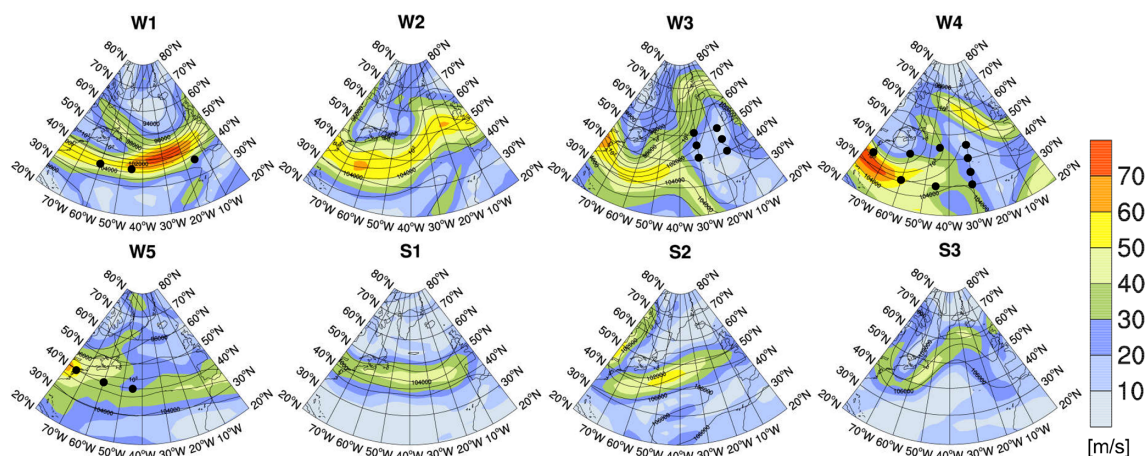 W1 W2 W3 W4
80°N 80°N 80°N 80°N 80°N 80°N 80°N 80°N
70°N 70°N 70°N 70°N 70°N 70°N 70°N 70°N
60°N 60°N 60°N 60°N 60°N 60°N 60°N 60°N
50°N 50°N 50°N 50°N 50°N 50°N 50°N 50°N
40°N 40°N 40°N 40°N 40°N 40°N 40°N 40°N
30°N 30°N 30°N 30°N 30°N 30°N 30°N 30°N
20°N 20°N 20°N 20°N 20°N 20°N 20°N 20°N
70°W 60°W 50°W 40°W 30°W 20°W 10°W 70°W 60°W 50°W 40°W 30°W 20°W 10°W 70°W 60°W 50°W 40°W 30°W 20°W 10°W 70°W 60°W 50°W 40°W 30°W 20°W 10°W
W5 S1 S2 S3
80°N 80°N 80°N 80°N 80°N 80°N 80°N 80°N
70°N 70°N 70°N 70°N 70°N 70°N 70°N 70°N
60°N 60°N 60°N 60°N 60°N 60°N 60°N 60°N
50°N 50°N 50°N 50°N 50°N 50°N 50°N 50°N
40°N 40°N 40°N 40°N 40°N 40°N 40°N 40°N
30°N 30°N 30°N 30°N 30°N 30°N 30°N 30°N
20°N 20°N 20°N 20°N 20°N 20°N 20°N 20°N
70°W 60°W 50°W 40°W 30°W 20°W 10°W 70°W 60°W 50°W 40°W 30°W 20°W 10°W 70°W 60°W 50°W 40°W 30°W 20°W 10°W 70°W 60°W 50°W 40°W 30°W 20°W 10°W
70
60
50
40
30
20
10
[m/s]